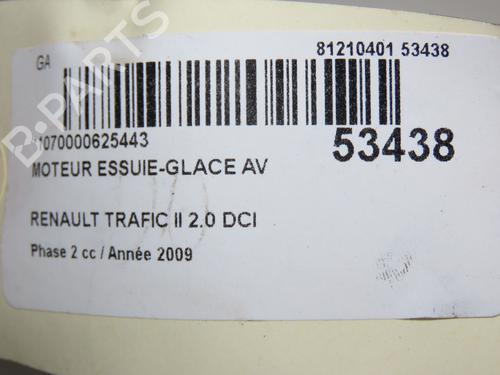 81210401 53438
GA
1070000625443
53438
MOTEUR ESSUIE-GLACE AV
RENAULT TRAFIC II 2.0 DCI
Phase 2 cc / Année 2009
B-PARTS